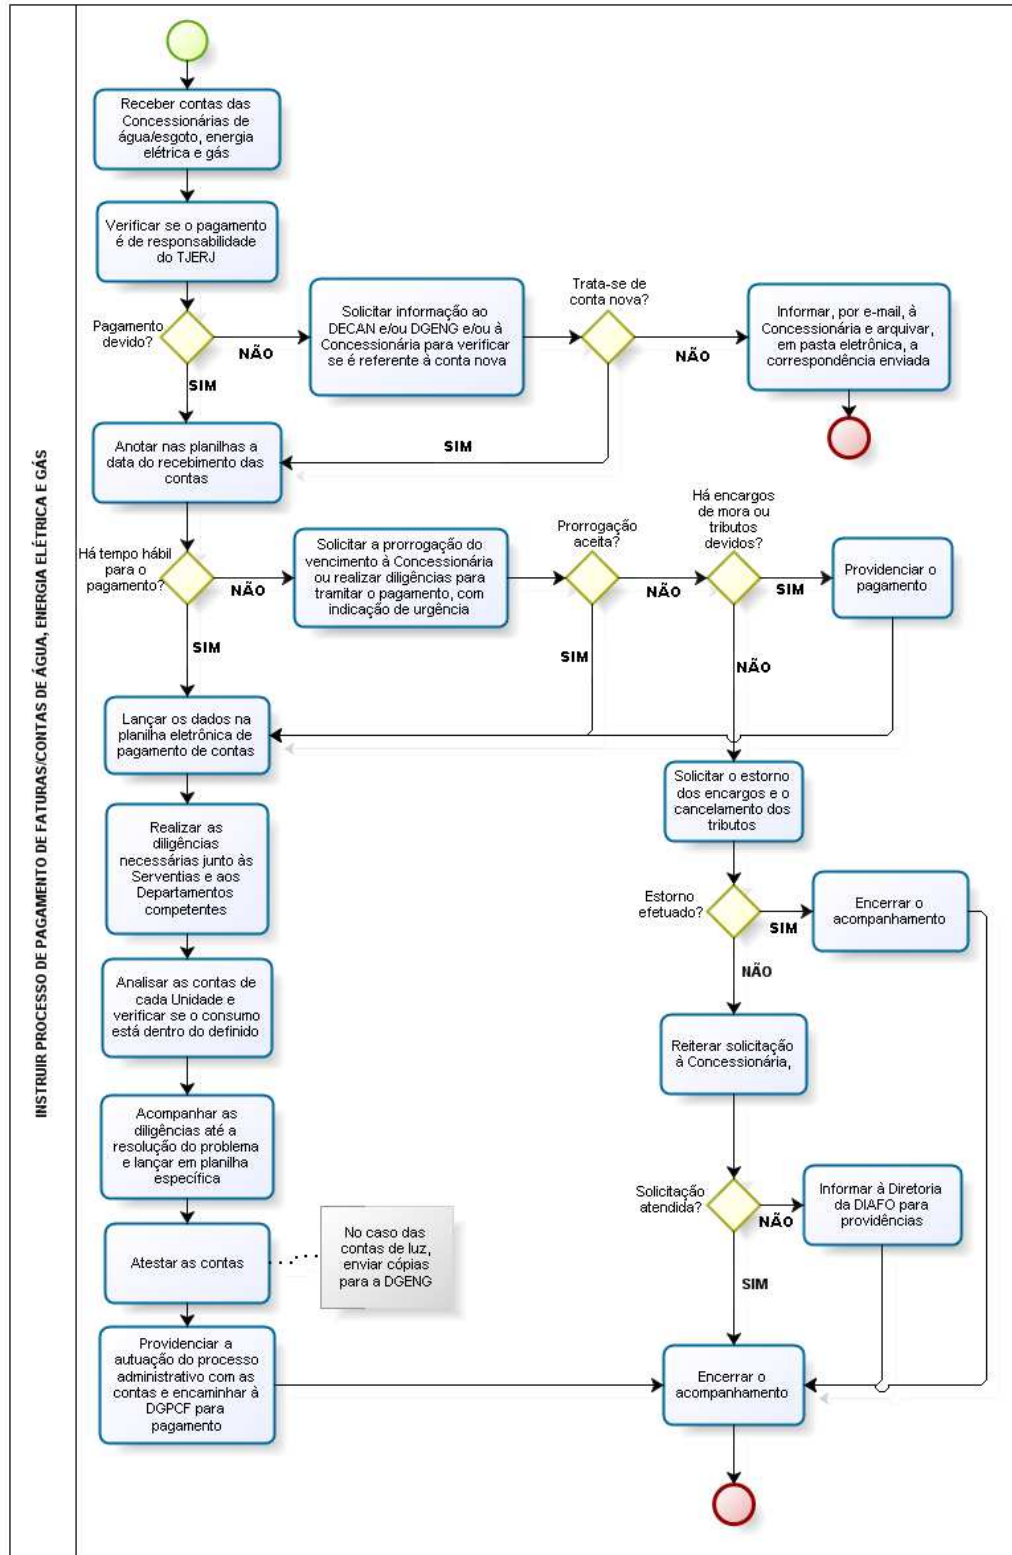 INSTRUIR PROCESSO DE PAGAMENTO DE FATURAS/CONTAS DE ÁGUA, ENERGIA ELÉTRICA E GÁS
Receber contas das
Concessionárias de
água/esgoto, energia
elétrica e gás
Verificar se o pagamento
é de responsabilidade
do TJERJ
Pagamento
devido?
NÃO
SIM
Solicitar informação ao
DECAN e/ou DGENG e/ou à
Concessionária para verificar
se é referente à conta nova
Trata-se de
conta nova?
NÃO
SIM
Informar, por e-mail, à
Concessionária e arquivar,
em pasta eletrônica, a
correspondência enviada
Anotar nas planilhas a
data do recebimento das
contas
Há tempo hábil
para o
pagamento?
NÃO
SIM
Solicitar a prorrogação do
vencimento à Concessionária
ou realizar diligências para
tramitar o pagamento, com
indicação de urgência
Prorrogação
aceita?
NÃO
SIM
Há encargos
de mora ou
tributos
devidos?
SIM
NÃO
Providenciar o
pagamento
Lançar os dados na
planilha eletrônica de
pagamento de contas
Solicitar o estorno
dos encargos e o
cancelamento dos
tributos
Realizar as
diligências
necessárias junto às
Serventias e aos
Departamentos
competentes
Estorno
efetuado?
SIM
NÃO
Encerrar o
acompanhamento
Analisar as contas de
cada Unidade e
verificar se o consumo
está dentro do definido
Reiterar solicitação
à Concessionária,
Acompanhar as
diligências até a
resolução do problema
e lançar em planilha
específica
Solicitação
atendida?
NÃO
SIM
Informar à Diretoria
da DIAFO para
providências
Atestar as contas
No caso das
contas de luz,
enviar cópias
para a DGENG
Providenciar a
autuação do processo
administrativo com as
contas e encaminhar à
DGPCF para
pagamento
Encerrar o
acompanhamento